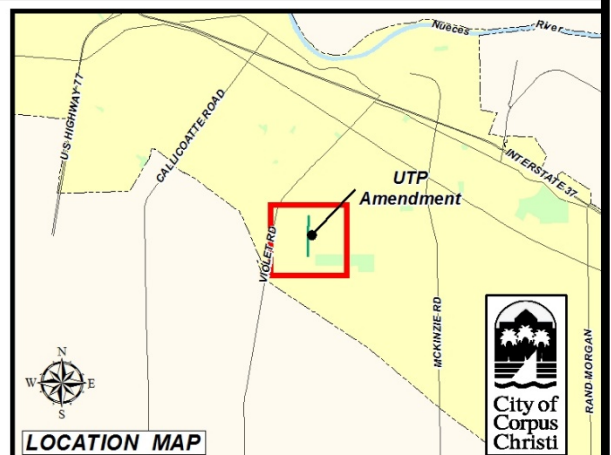 Nueces River
U S HIGHWAY 77
CALLICOATTE ROAD
INTERSTATE 37
UTP
Amendment
VIOLET RD
MCKINZIE RD
RAND MORGAN
N
W E
S
City of
Corpus
Christi
LOCATION MAP